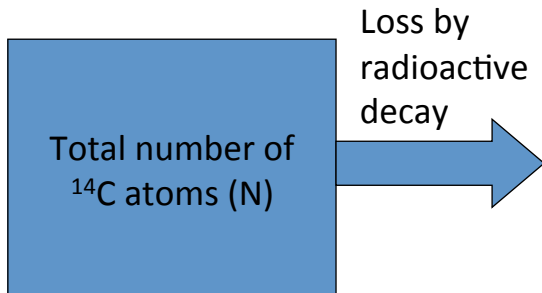 Loss by
radioactive
decay
Total number of
¹⁴C atoms (N)